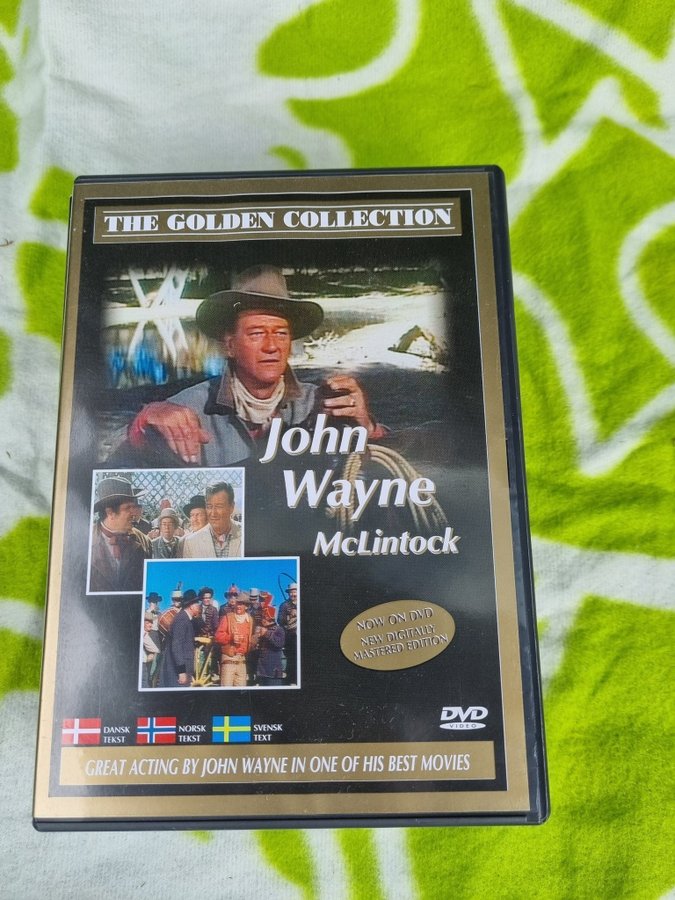 THE GOLDEN COLLECTION
John
Wayne
McLintock
NOW ON DVD
NEW DIGITALLY
MASTERED EDITION
DVD
VIDEO
DANSK
TEKST
NORSK
TEKST
SVENSK
TEXT
GREAT ACTING BY JOHN WAYNE IN ONE OF HIS BEST MOVIES